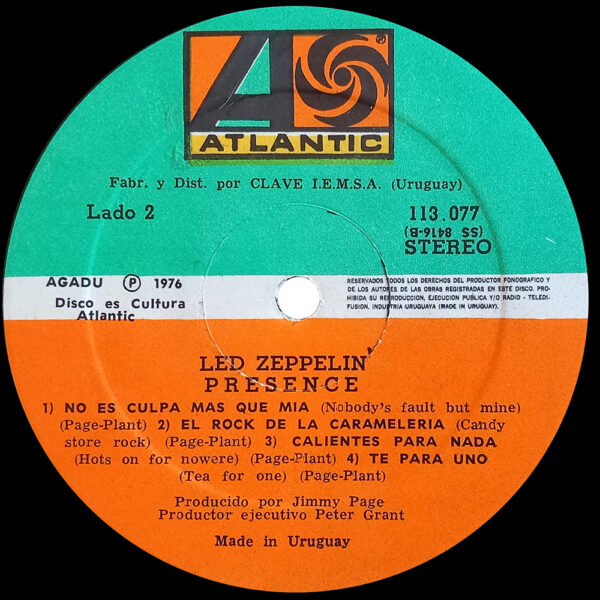 ATLANTIC
®
Fabr. y Dist. por CLAVE I.E.M.S.A. (Uruguay)
Lado 2
113.077
(SS 8416-B)
STEREO
AGADU Ⓟ 1976
Disco es Cultura
Atlantic
RESERVADOS TODOS LOS DERECHOS DEL PRODUCTOR FONOGRAFICO Y
DE LOS AUTORES DE LAS OBRAS REGISTRADAS EN ESTE DISCO. PRO-
HIBIDA SU REPRODUCCION, EJECUCION PUBLICA Y/O RADIO - TELEDI-
FUSION, INDUSTRIA URUGUAYA (MADE IN / URUGUAY).
LED ZEPPELIN
PRESENCE
1) NO ES CULPA MAS QUE MIA (Nobody's fault but mine)
(Page-Plant) 2) EL ROCK DE LA CARAMELERIA (Candy
store rock) (Page-Plant) 3) CALIENTES PARA NADA
(Hots on for nowere) (Page-Plant) 4) TE PARA UNO
(Tea for one) (Page-Plant)
Producido por Jimmy Page
Productor ejecutivo Peter Grant
Made in Uruguay